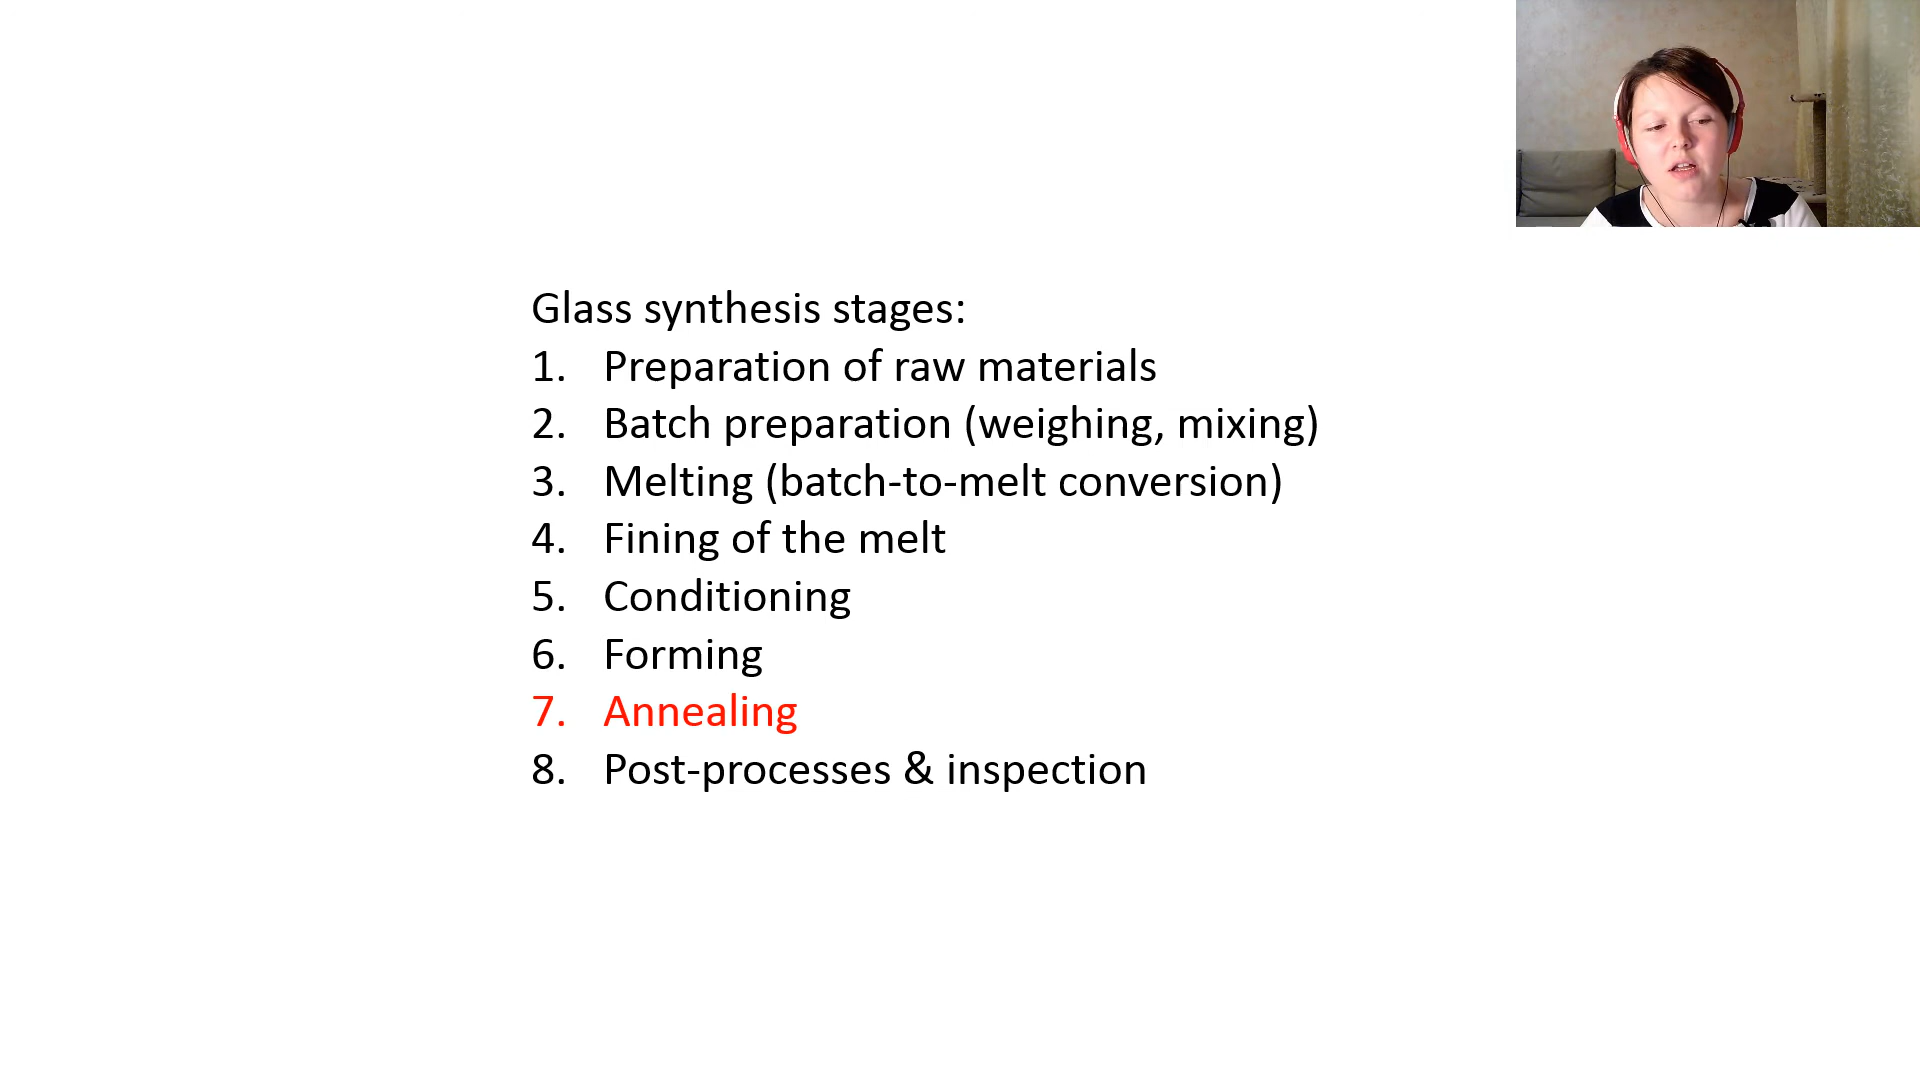 Glass synthesis stages:
1. Preparation of raw materials
2. Batch preparation (weighing, mixing)
3. Melting (batch-to-melt conversion)
4. Fining of the melt
5. Conditioning
6. Forming
7. Annealing
8. Post-processes & inspection